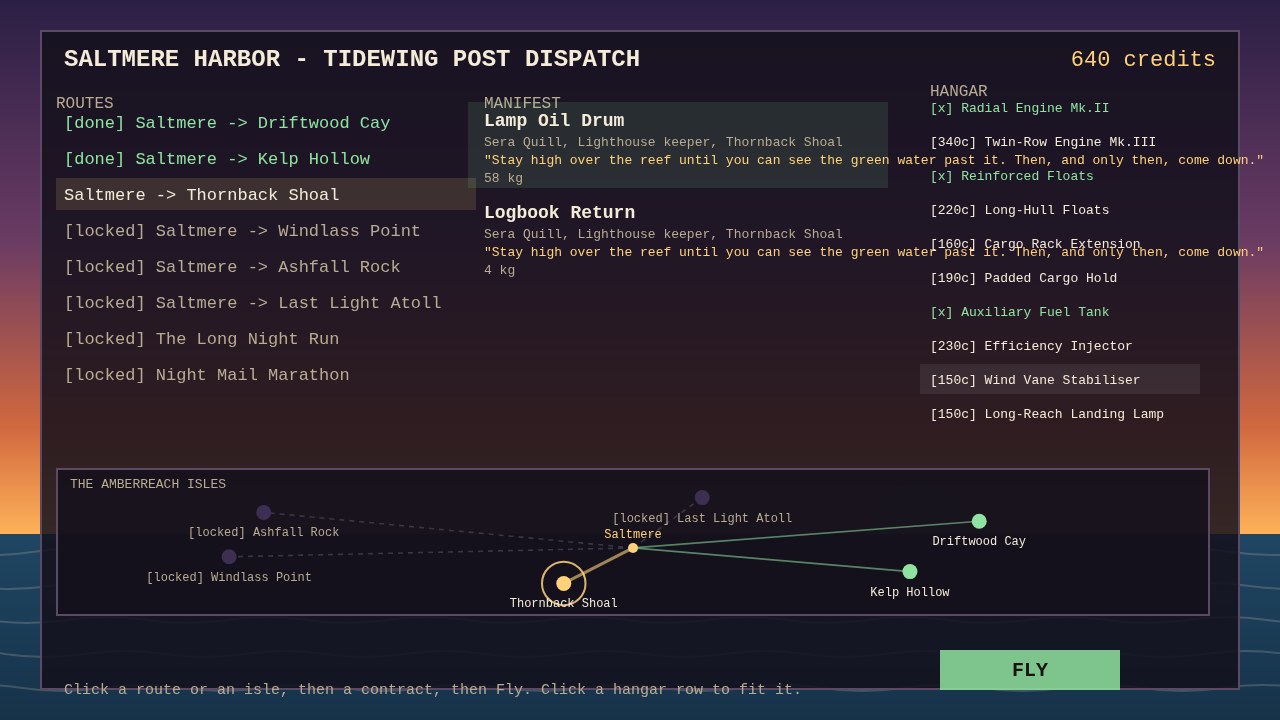 SALTMERE HARBOR - TIDEWING POST DISPATCH
640 credits
ROUTES
[done] Saltmere -> Driftwood Cay
[done] Saltmere -> Kelp Hollow
Saltmere -> Thornback Shoal
[locked] Saltmere -> Windlass Point
[locked] Saltmere -> Ashfall Rock
[locked] Saltmere -> Last Light Atoll
[locked] The Long Night Run
[locked] Night Mail Marathon
MANIFEST
Lamp Oil Drum
Sera Quill, Lighthouse keeper, Thornback Shoal
"Stay high over the reef until you can see the green water past it. Then, and only then, come down."
58 kg
Logbook Return
Sera Quill, Lighthouse keeper, Thornback Shoal
"Stay high over the reef until you can see the green water past it. Then, and only then, come down."
4 kg
HANGAR
[x] Radial Engine Mk.II
[340c] Twin-Row Engine Mk.III
[x] Reinforced Floats
[220c] Long-Hull Floats
[160c] Cargo Rack Extension
[190c] Padded Cargo Hold
[x] Auxiliary Fuel Tank
[230c] Efficiency Injector
[150c] Wind Vane Stabiliser
[150c] Long-Reach Landing Lamp
THE AMBERREACH ISLES
[locked] Ashfall Rock
[locked] Last Light Atoll
Saltmere
Driftwood Cay
[locked] Windlass Point
Kelp Hollow
Thornback Shoal
FLY
Click a route or an isle, then a contract, then Fly. Click a hangar row to fit it.